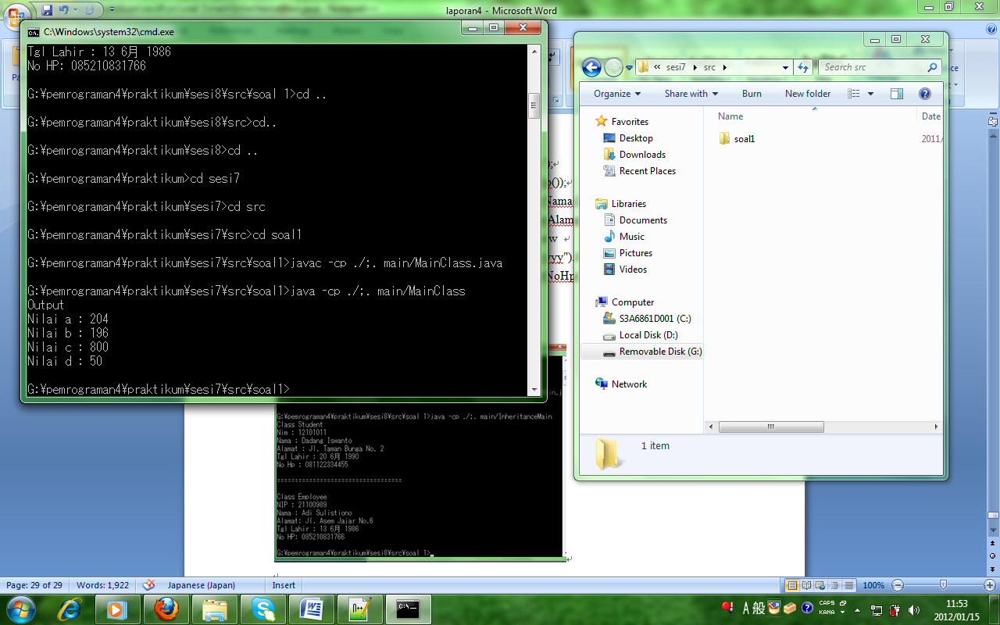 laporan4 - Microsoft Word
C:\Windows\system32\cmd.exe
Tgl Lahir : 13 6月 1986
No HP: 085210831766
G:¥pemrograman4¥praktikum¥sesi8¥src¥soal 1>cd ..
G:¥pemrograman4¥praktikum¥sesi8¥src>cd..
G:¥pemrograman4¥praktikum¥sesi8>cd ..
G:¥pemrograman4¥praktikum>cd sesi7
G:¥pemrograman4¥praktikum¥sesi7>cd src
G:¥pemrograman4¥praktikum¥sesi7¥src>cd soal1
G:¥pemrograman4¥praktikum¥sesi7¥src¥soal1>javac -cp ./;. main/MainClass.java
G:¥pemrograman4¥praktikum¥sesi7¥src¥soal1>java -cp ./;. main/MainClass
Output
Nilai a : 204
Nilai b : 196
Nilai c : 800
Nilai d : 50
G:¥pemrograman4¥praktikum¥sesi7¥src¥soal1>
« sesi7 src
Search src
Organize Share with Burn New folder
Name Date
soal1 2011/
Favorites
Desktop
Downloads
Recent Places
Libraries
Documents
Music
Pictures
Videos
Computer
S3A6861D001 (C:)
Local Disk (D:)
Removable Disk (G:)
Network
1 item
);
o());
Nama
Alam
w
yyy").
NoHp
G:¥pemrograman4¥praktikum¥sesi8¥src¥soal 1>java -cp ./;. main/InheritanceMain
Class Student
Nim : 12101011
Nama : Dadang Iswanto
Alamat : Jl. Taman Bunga No. 2
Tgl Lahir : 20 6月 1990
No Hp : 081122334455
---------------------------------
Class Employee
NIP : 21100989
Nama : Adi Sulistiono
Alamat: Jl. Asem Jajar No.6
Tgl Lahir : 13 6月 1986
No HP: 085210831766
G:¥pemrograman4¥praktikum¥sesi8¥src¥soal 1>_
Page: 29 of 29 Words: 1,922 Japanese (Japan) Insert 100%
A 般 CAPS KANA
11:53
2012/01/15